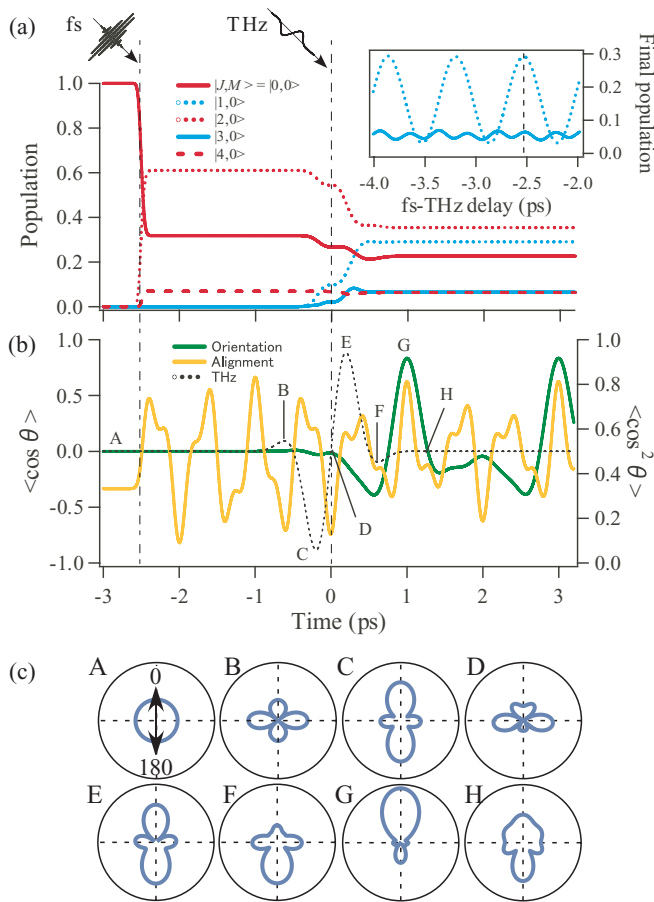 (a)
fs
THz
|J,M > = |0,0>
|1,0>
|2,0>
|3,0>
|4,0>
Population
1.0
0.8
0.6
0.4
0.2
0.0
Final population
0.3
0.2
0.1
0.0
-4.0
-3.5
-3.0
-2.5
-2.0
fs-THz delay (ps)
(b)
Orientation
Alignment
THz
<cos θ >
1.0
0.5
0.0
-0.5
-1.0
A
B
C
D
E
F
G
H
1.0
0.8
0.6
0.4
0.2
0.0
<cos² θ >
-3
-2
-1
0
1
2
3
Time (ps)
(c)
A
0
180
B
C
D
E
F
G
H